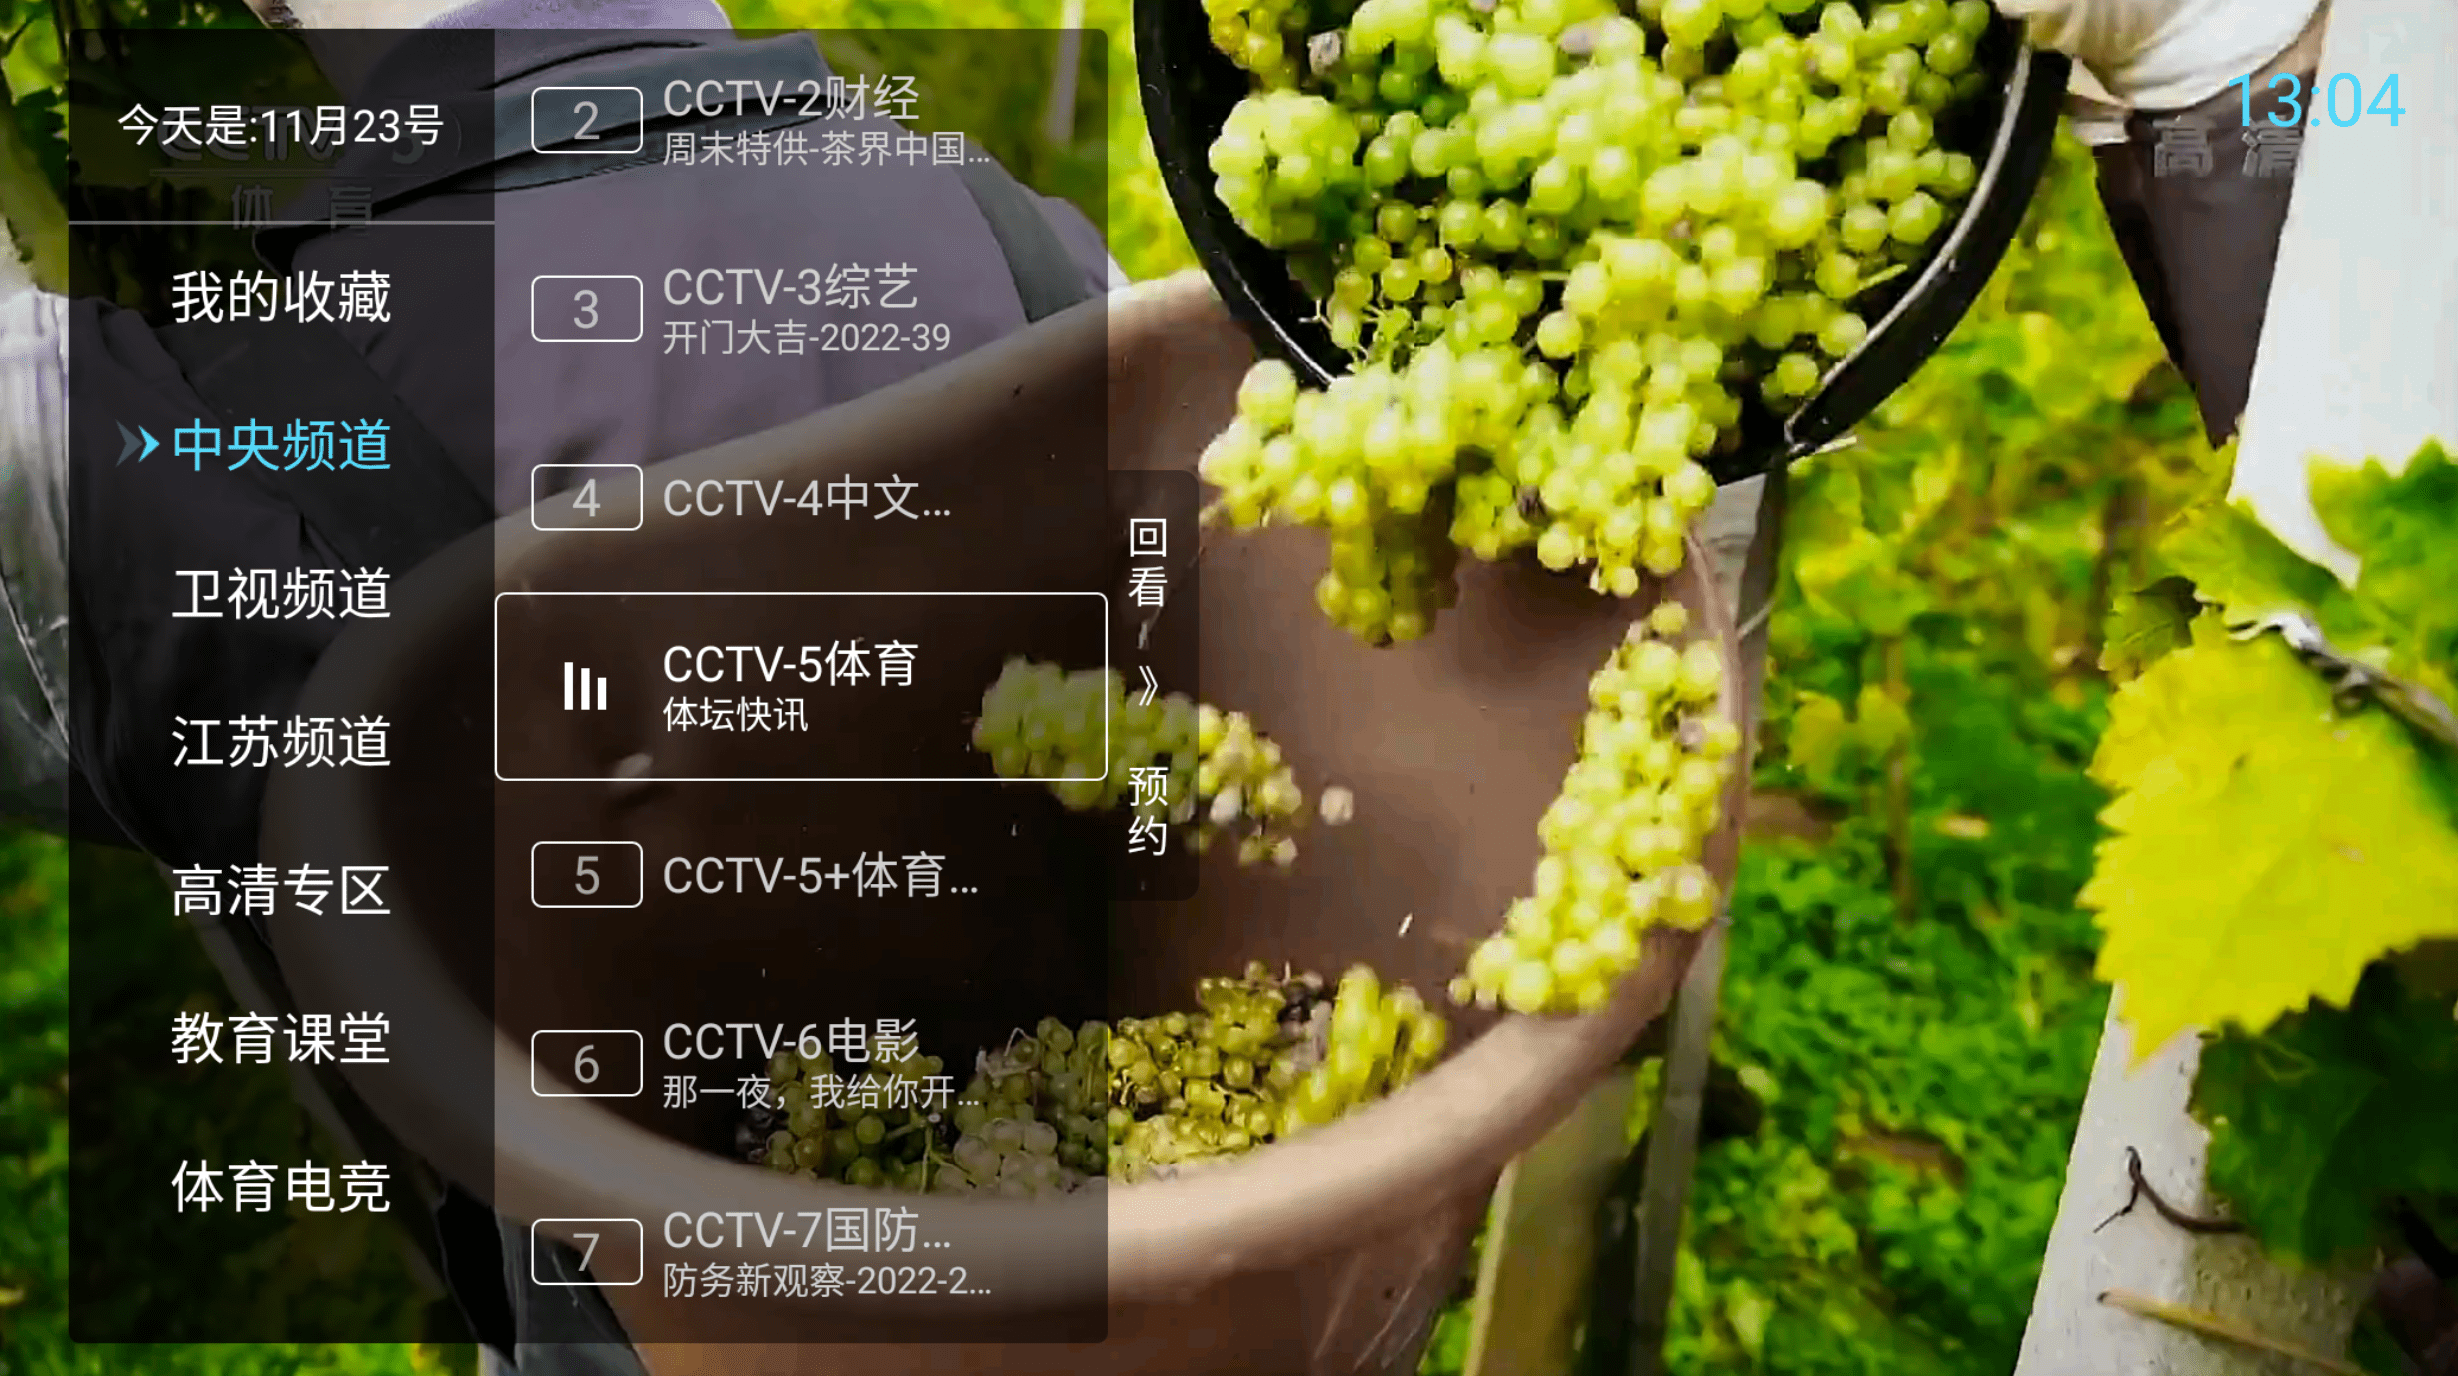 今天是:11月23号
CCTV 5
体育
我的收藏
中央频道
卫视频道
江苏频道
高清专区
教育课堂
体育电竞
2
CCTV-2财经
周末特供-茶界中国...
3
CCTV-3综艺
开门大吉-2022-39
4
CCTV-4中文...
CCTV-5体育
体坛快讯
5
CCTV-5+体育...
6
CCTV-6电影
那一夜，我给你开...
7
CCTV-7国防...
防务新观察-2022-2...
回看/
》
预约
13:04
高清